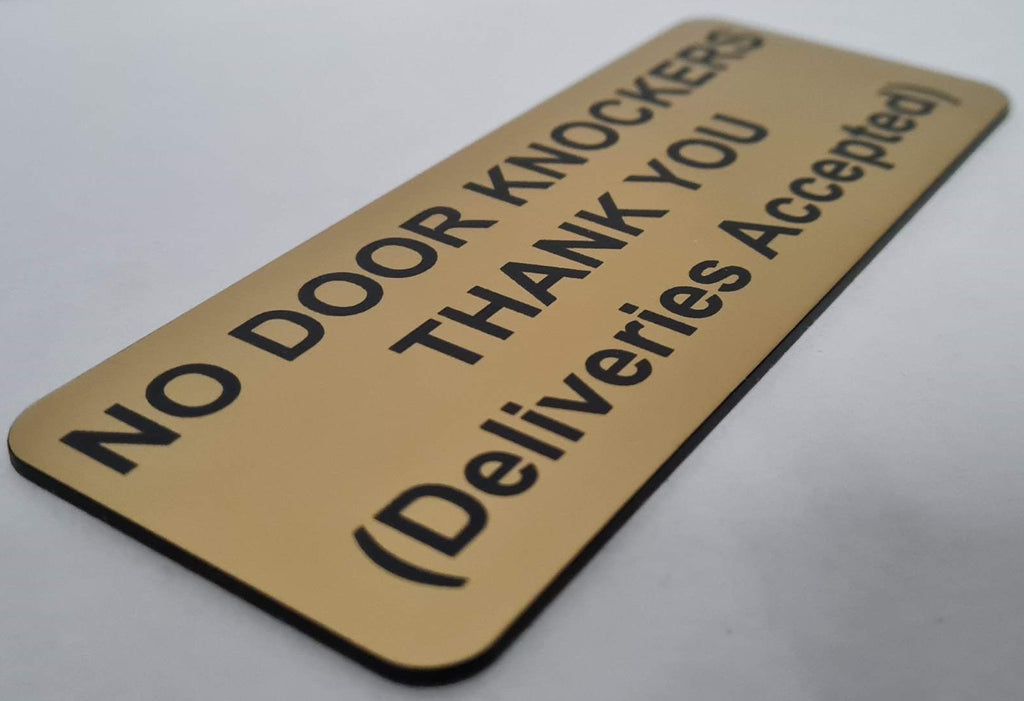 NO DOOR KNOCKERS
THANK YOU
(Deliveries Accepted)